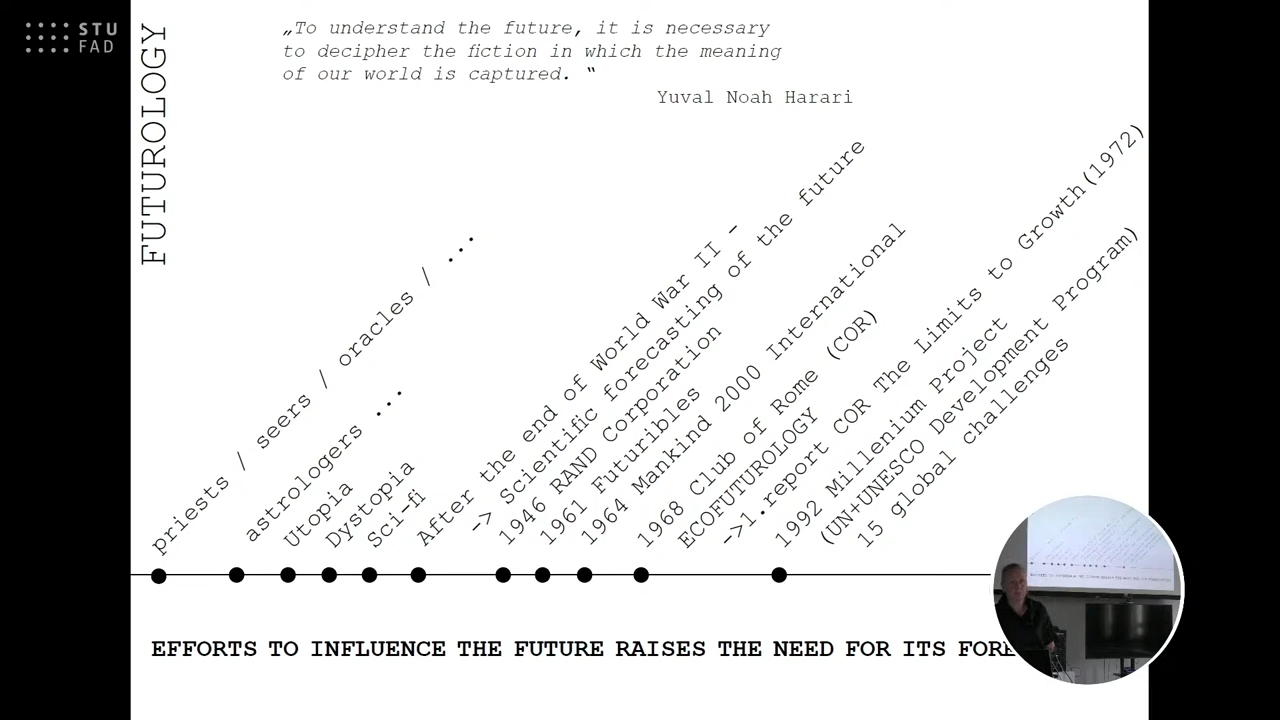 STU
FAD
FUTUROLOGY
„To understand the future, it is necessary
to decipher the fiction in which the meaning
of our world is captured. “
Yuval Noah Harari
priests / seers / oracles / ...
astrologers ...
Utopia
Dystopia
Sci-fi
After the end of World War II -
-> Scientific forecasting of the future
1946 RAND Corporation
1961 Futuribles
1964 Mankind 2000 International
1968 Club of Rome (COR)
ECOFUTUROLOGY
->1.report COR The Limits to Growth(1972)
1992 Millenium Project
(UN+UNESCO Development Program)
15 global challenges
EFFORTS TO INFLUENCE THE FUTURE RAISES THE NEED FOR ITS FORE